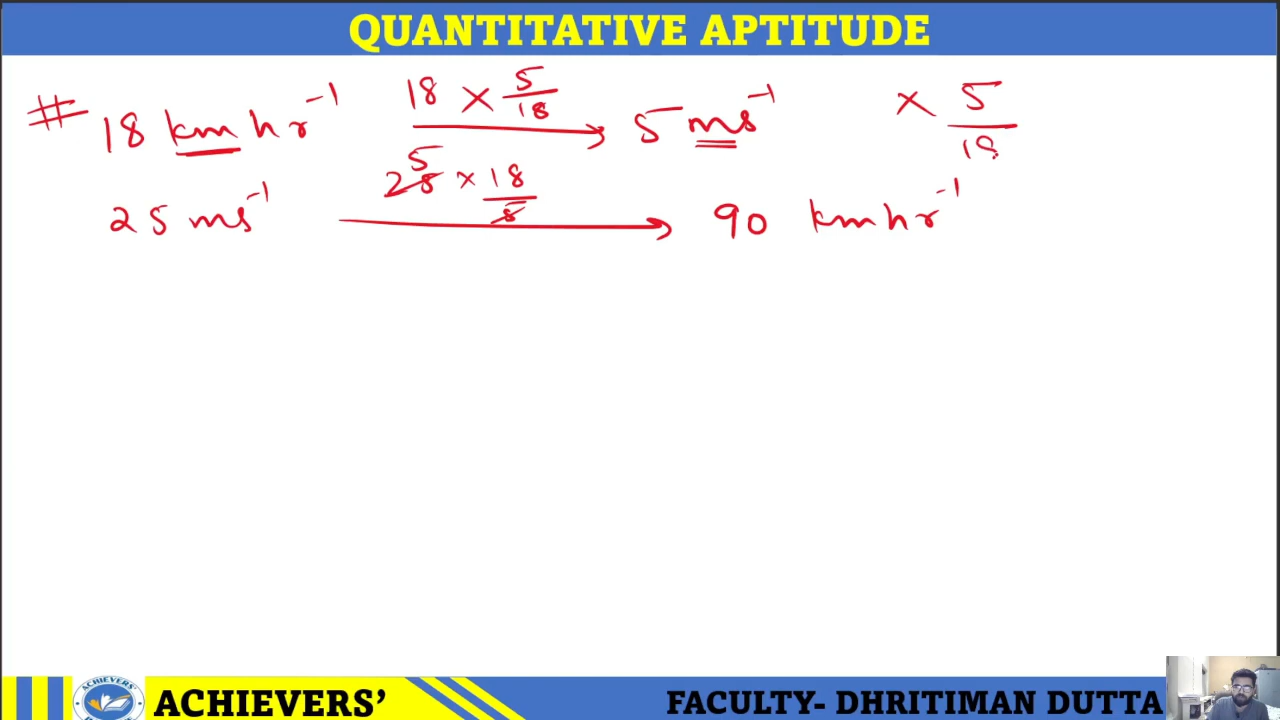 QUANTITATIVE APTITUDE
# 18 km hr⁻¹ 18 × 5/18 → 5 ms⁻¹ × 5/18
25 ms⁻¹ 25 5 × 18/5 → 90 km hr⁻¹
ACHIEVERS' FACULTY- DHRITIMAN DUTTA
ACHIEVERS'